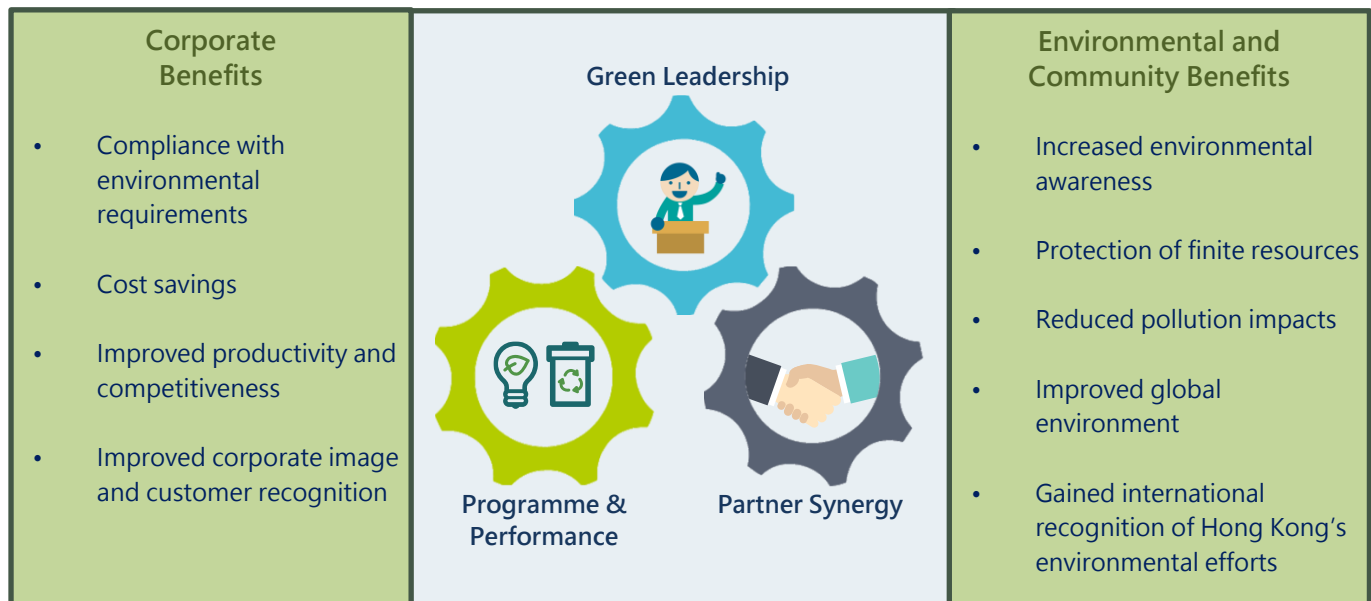 Corporate
Benefits
• Compliance with
environmental
requirements
• Cost savings
• Improved productivity and
competitiveness
• Improved corporate image
and customer recognition
Green Leadership
Programme &
Performance
Partner Synergy
Environmental and
Community Benefits
• Increased environmental
awareness
• Protection of finite resources
• Reduced pollution impacts
• Improved global
environment
• Gained international
recognition of Hong Kong’s
environmental efforts